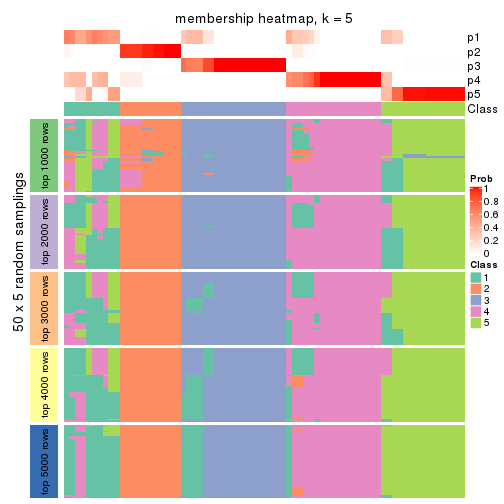 membership heatmap, k = 5
p1
p2
p3
p4
p5
Class
50 x 5 random samplings
top 1000 rows
top 2000 rows
top 3000 rows
top 4000 rows
top 5000 rows
Prob
1
0.8
0.6
0.4
0.2
0
Class
1
2
3
4
5